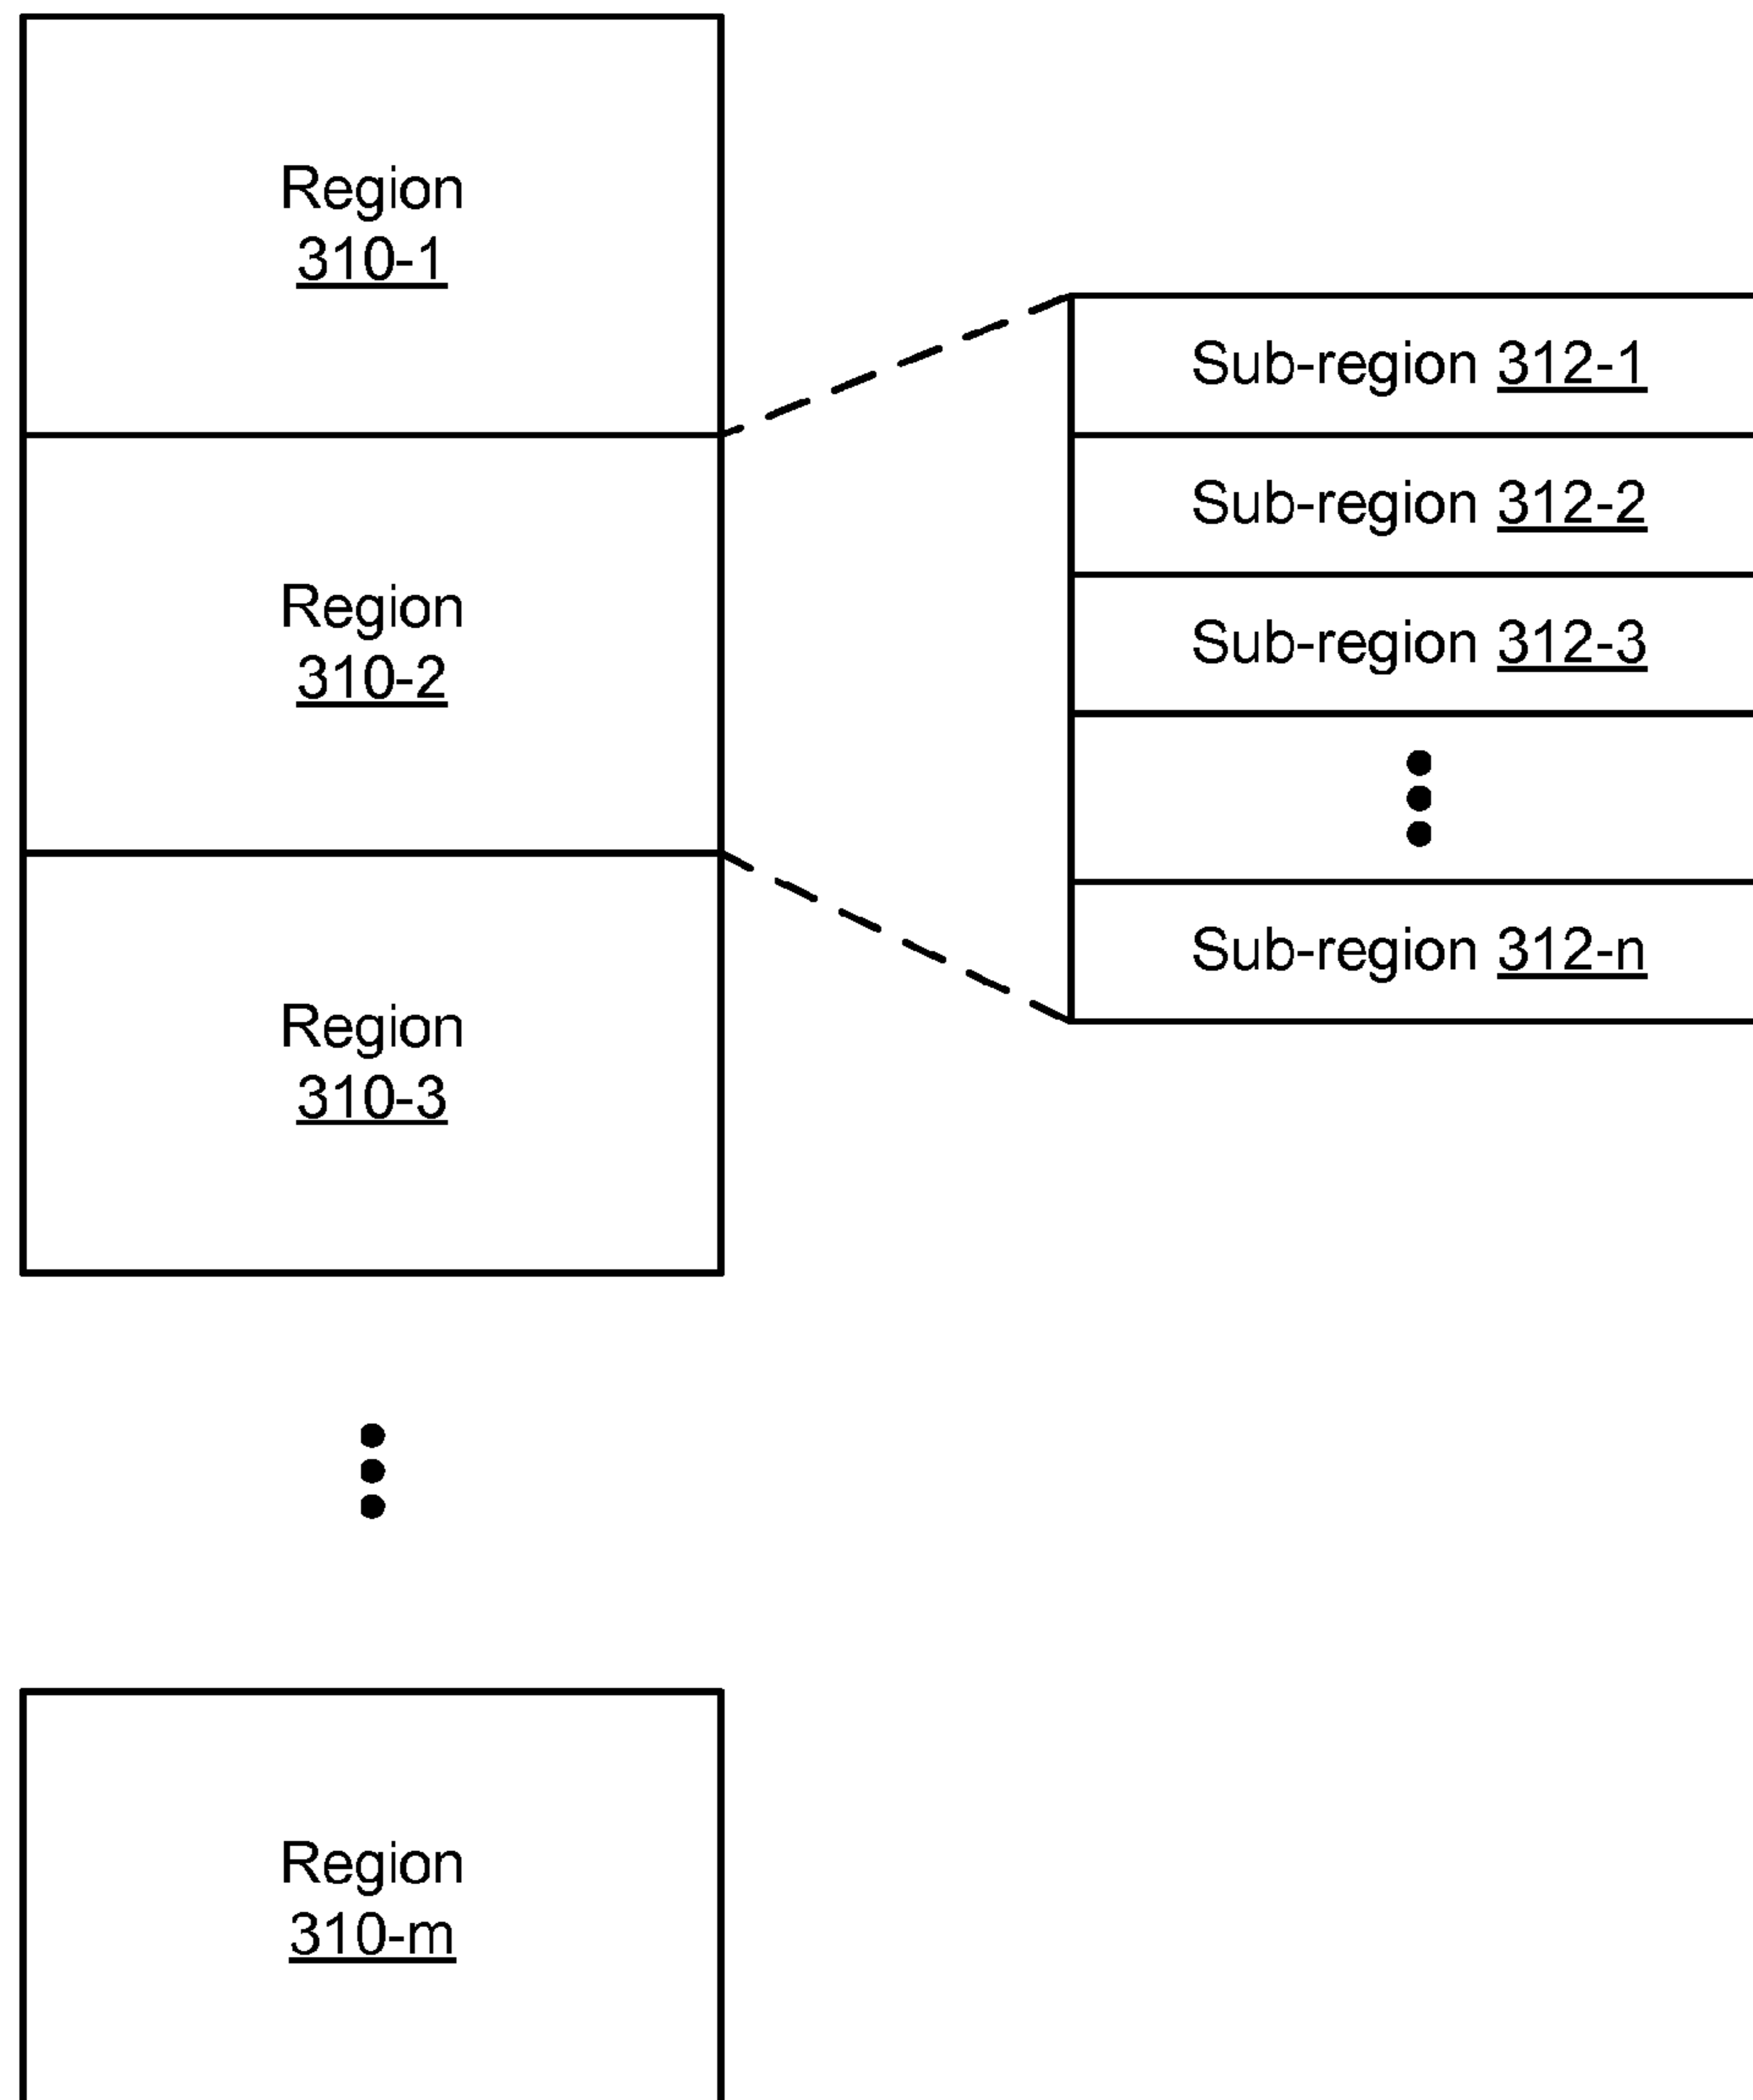 Region
310-1
Region
310-2
Region
310-3
Region
310-m
Sub-region 312-1
Sub-region 312-2
Sub-region 312-3
Sub-region 312-n